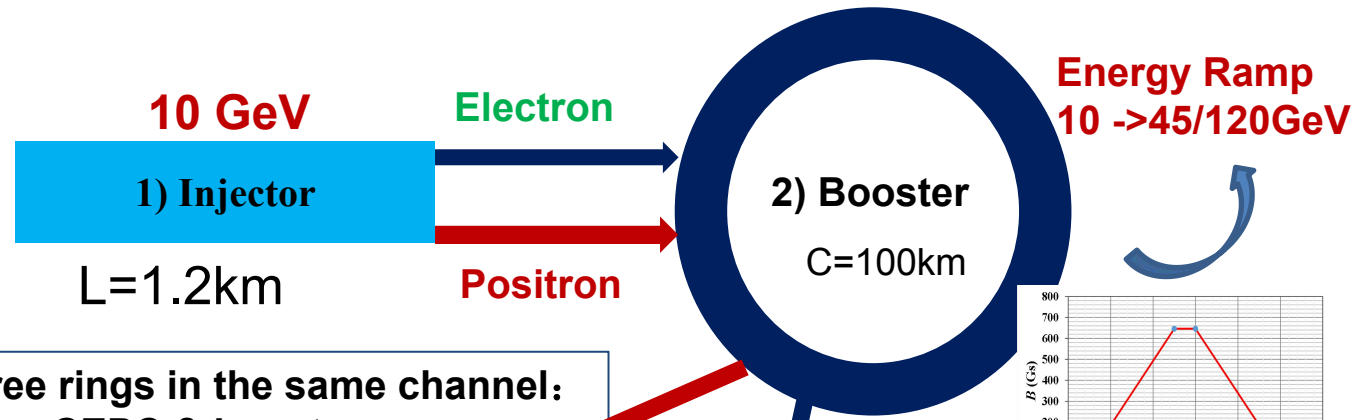 10 GeV
Electron
Energy Ramp
10 ->45/120GeV
1) Injector
2) Booster
C=100km
L=1.2km
Positron
800
700
600
500
400
300
B (Gs)
ree rings in the same channel：